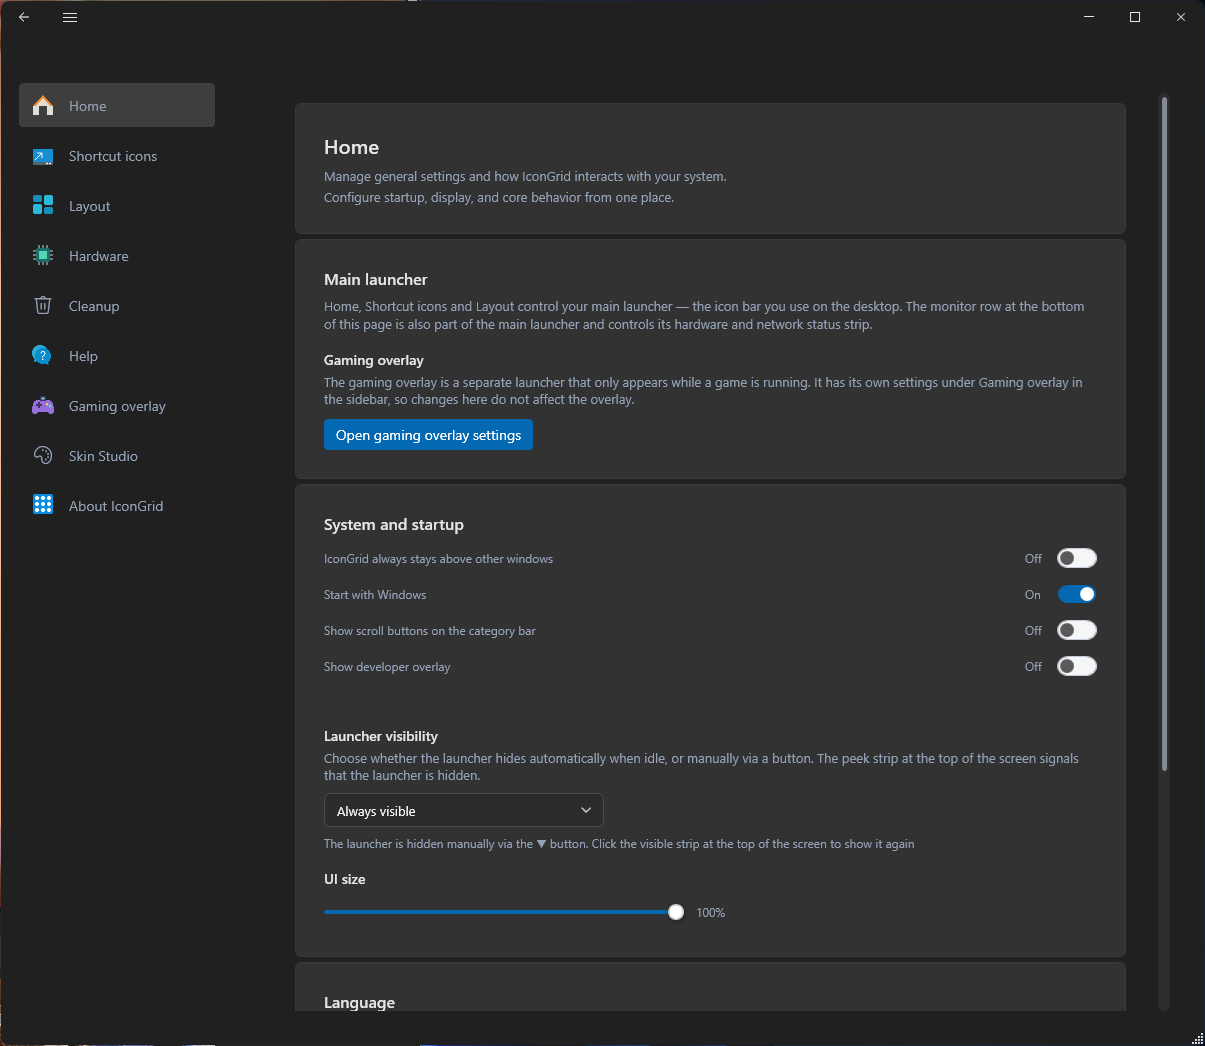 Home
Shortcut icons
Layout
Hardware
Cleanup
Help
Gaming overlay
Skin Studio
About IconGrid
Home
Manage general settings and how IconGrid interacts with your system.
Configure startup, display, and core behavior from one place.
Main launcher
Home, Shortcut icons and Layout control your main launcher — the icon bar you use on the desktop. The monitor row at the bottom
of this page is also part of the main launcher and controls its hardware and network status strip.
Gaming overlay
The gaming overlay is a separate launcher that only appears while a game is running. It has its own settings under Gaming overlay in
the sidebar, so changes here do not affect the overlay.
Open gaming overlay settings
System and startup
IconGrid always stays above other windows Off
Start with Windows On
Show scroll buttons on the category bar Off
Show developer overlay Off
Launcher visibility
Choose whether the launcher hides automatically when idle, or manually via a button. The peek strip at the top of the screen signals
that the launcher is hidden.
Always visible
The launcher is hidden manually via the ▼ button. Click the visible strip at the top of the screen to show it again
UI size
100%
Language